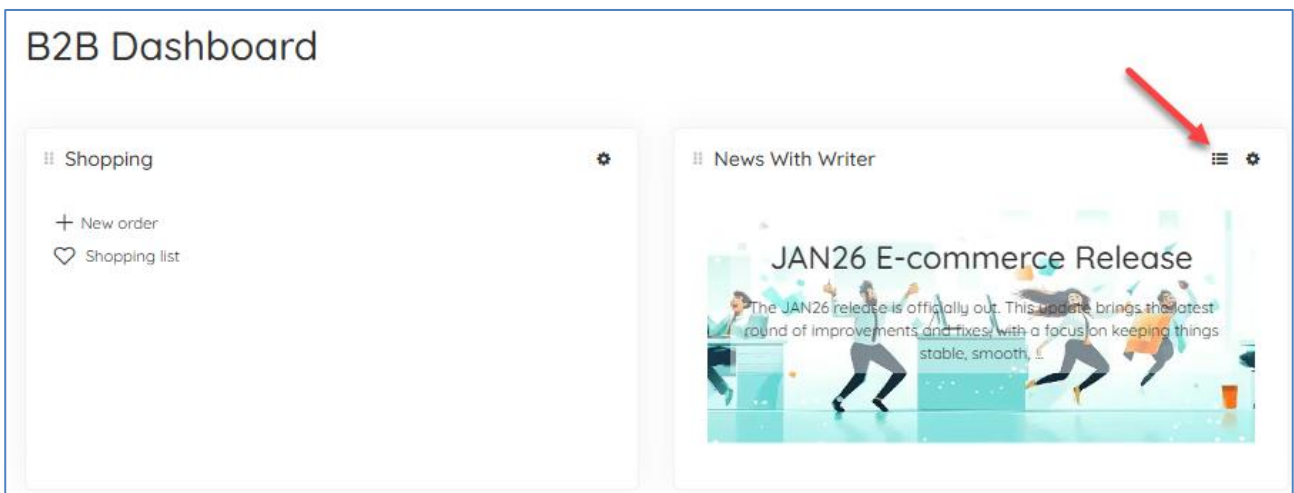 B2B Dashboard
Shopping
New order
Shopping list
News With Writer
JAN26 E-commerce Release
The JAN26 release is officially out. This update brings the latest
round of improvements and fixes, with a focus on keeping things
stable, smooth, ...